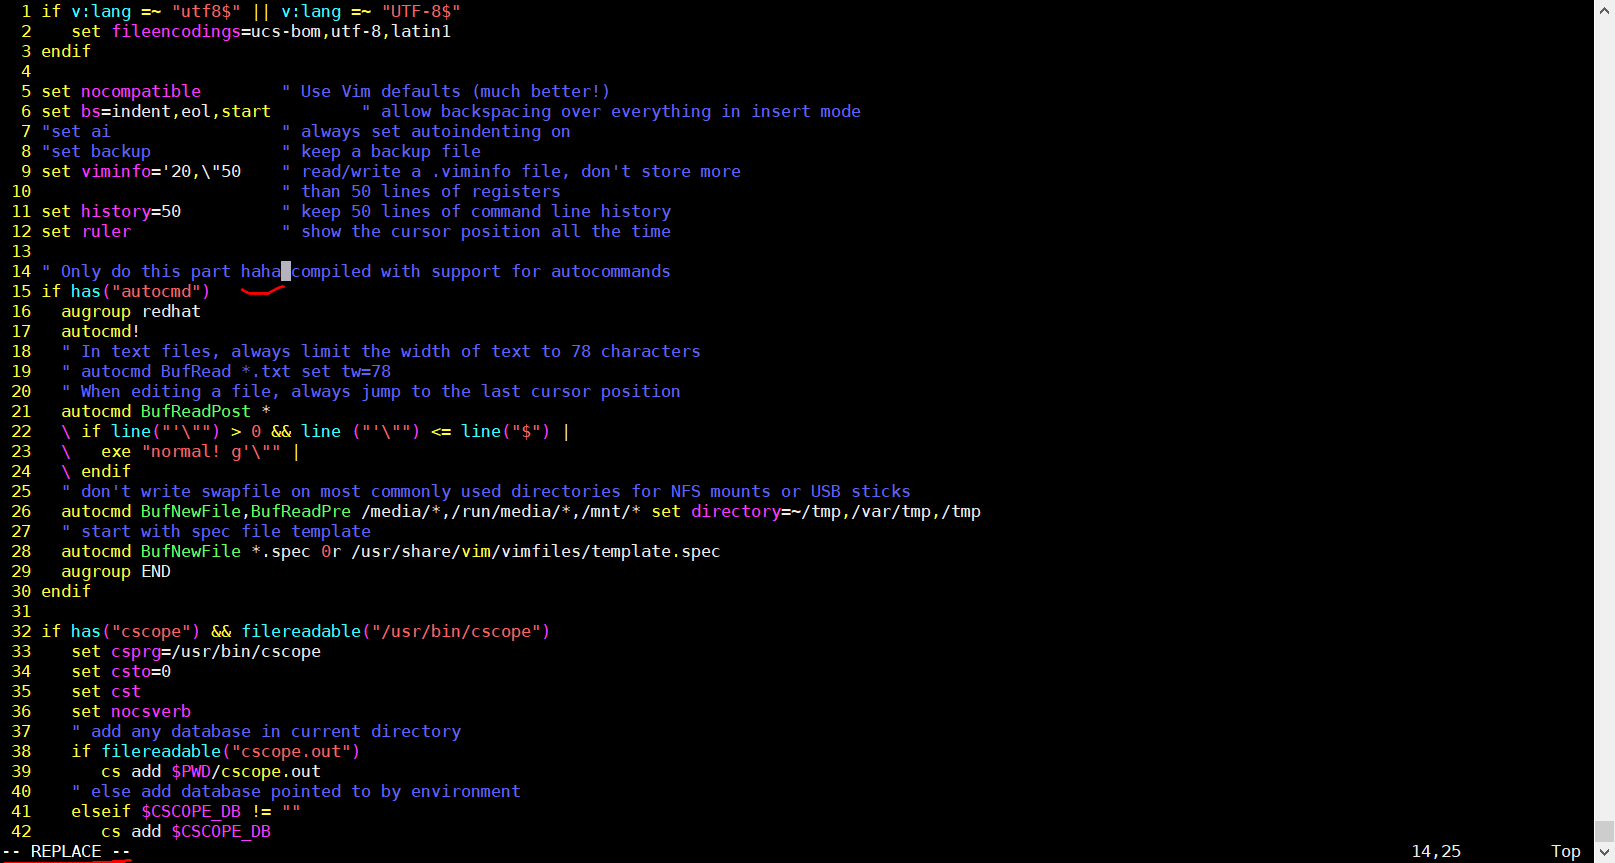 1 if v:lang =~ "utf8$" || v:lang =~ "UTF-8$"
2    set fileencodings=ucs-bom,utf-8,latin1
3 endif
4
5 set nocompatible        " Use Vim defaults (much better!)
6 set bs=indent,eol,start         " allow backspacing over everything in insert mode
7 "set ai                 " always set autoindenting on
8 "set backup             " keep a backup file
9 set viminfo='20,\"50    " read/write a .viminfo file, don't store more
10                         " than 50 lines of registers
11 set history=50          " keep 50 lines of command line history
12 set ruler               " show the cursor position all the time
13
14 " Only do this part haha compiled with support for autocommands
15 if has("autocmd")
16   augroup redhat
17   autocmd!
18   " In text files, always limit the width of text to 78 characters
19   " autocmd BufRead *.txt set tw=78
20   " When editing a file, always jump to the last cursor position
21   autocmd BufReadPost *
22   \ if line("'\"") > 0 && line ("'\"") <= line("$") |
23   \   exe "normal! g'\"" |
24   \ endif
25   " don't write swapfile on most commonly used directories for NFS mounts or USB sticks
26   autocmd BufNewFile,BufReadPre /media/*,/run/media/*,/mnt/* set directory=~/tmp,/var/tmp,/tmp
27   " start with spec file template
28   autocmd BufNewFile *.spec 0r /usr/share/vim/vimfiles/template.spec
29   augroup END
30 endif
31
32 if has("cscope") && filereadable("/usr/bin/cscope")
33    set csprg=/usr/bin/cscope
34    set csto=0
35    set cst
36    set nocsverb
37    " add any database in current directory
38    if filereadable("cscope.out")
39       cs add $PWD/cscope.out
40    " else add database pointed to by environment
41    elseif $CSCOPE_DB != ""
42       cs add $CSCOPE_DB
-- REPLACE --                                        14,25         Top